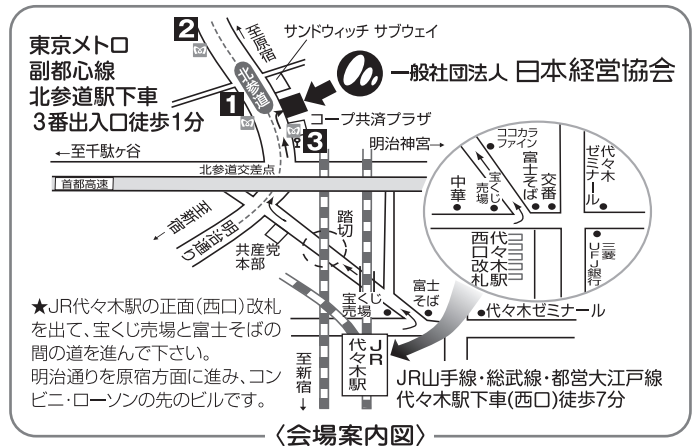 東京メトロ
副都心線
北参道駅下車
3番出入口徒歩1分
2
至原宿
サンドウィッチ サブウェイ
一般社団法人 日本経営協会
北参道
1
コープ共済プラザ
3
←至千駄ヶ谷
明治神宮→
北参道交差点
首都高速
至新宿
明治通り
共産党
本部
踏切
宝くじ
売場
富士
そば
代々木ゼミナール
ココカラ
ファイン
中華
宝くじ
売場
富士そば
交番
代々木
ゼミナール
代々木駅
西口改札
三菱
UFJ銀行
★JR代々木駅の正面(西口)改札
を出て、宝くじ売場と富士そばの
間の道を進んで下さい。
明治通りを原宿方面に進み、コン
ビニ・ローソンの先のビルです。
至新宿
JR
代々木駅
JR山手線・総武線・都営大江戸線
代々木駅下車(西口)徒歩7分
〈会場案内図〉